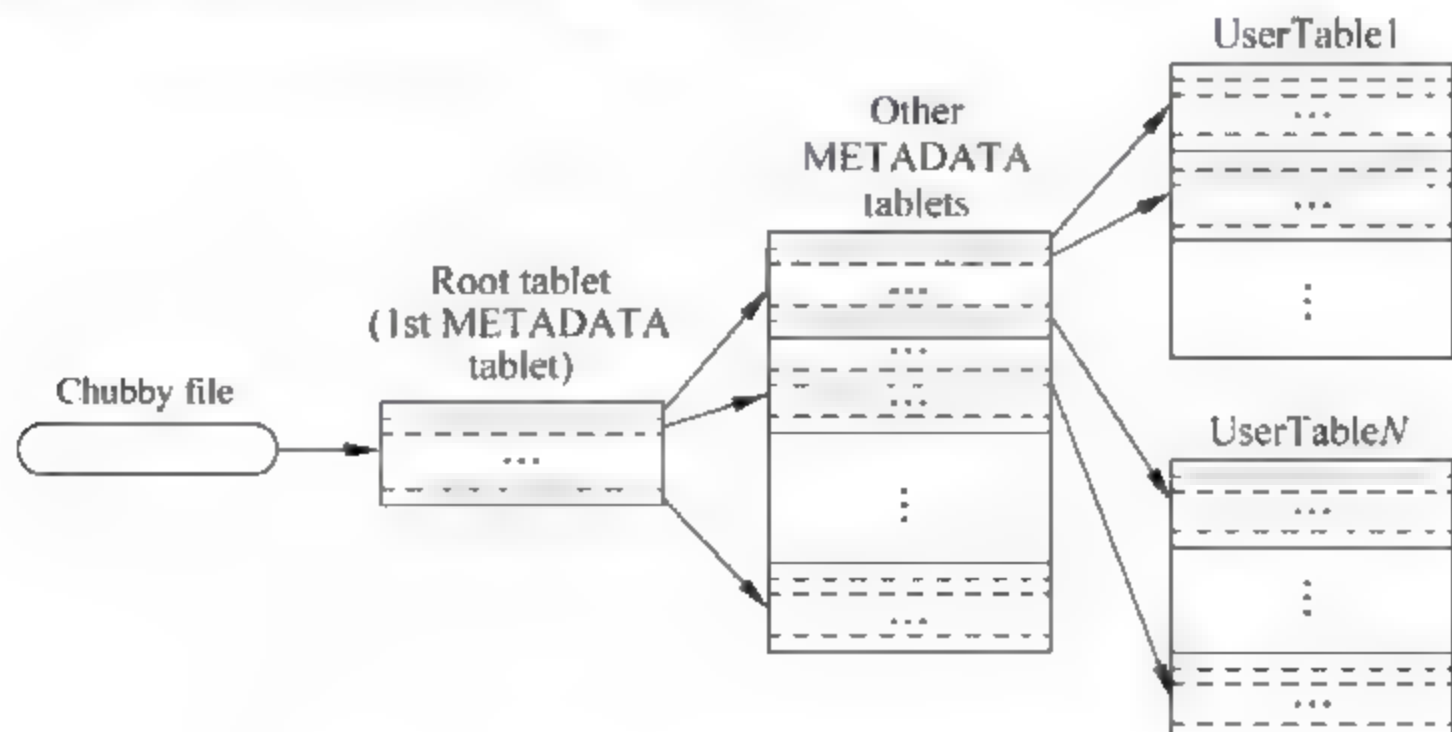 Chubby file
Root tablet
(1st METADATA
tablet)
...
Other
METADATA
tablets
...
...
...
⋮
...
UserTable1
...
...
⋮
UserTableN
...
⋮
...